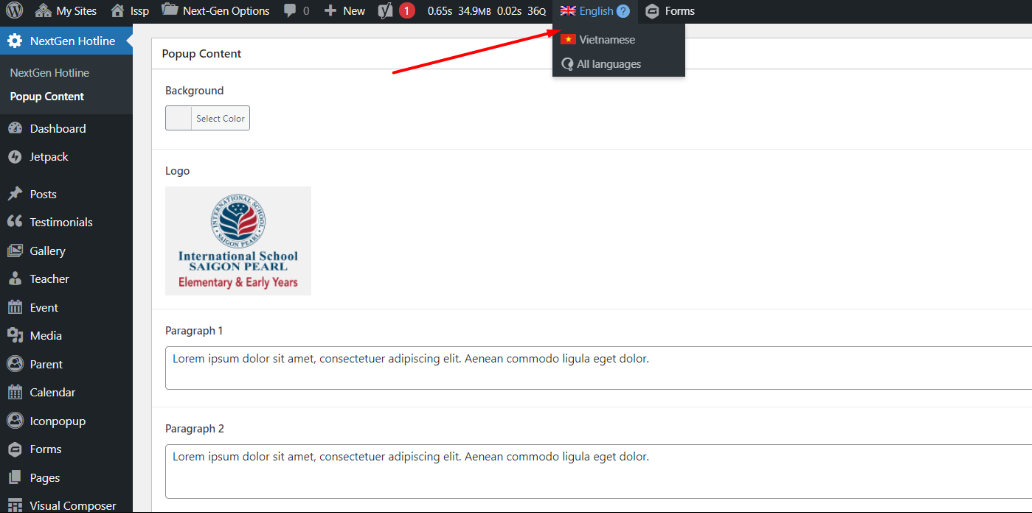 My Sites
Issp
Next-Gen Options
0
1
0.65s 34.9MB 0.02s 36Q
English ?
Forms
New
Vietnamese
All languages
NextGen Hotline
NextGen Hotline
Popup Content
Dashboard
Jetpack
Posts
Testimonials
Gallery
Teacher
Event
Media
Parent
Calendar
Iconpopup
Forms
Pages
Visual Composer
Popup Content
Background
Select Color
Logo
INTERNATIONAL SCHOOL
SAIGON PEARL
International School
SAIGON PEARL
Elementary & Early Years
Paragraph 1
Lorem ipsum dolor sit amet, consectetuer adipiscing elit. Aenean commodo ligula eget dolor.
Paragraph 2
Lorem ipsum dolor sit amet, consectetuer adipiscing elit. Aenean commodo ligula eget dolor.